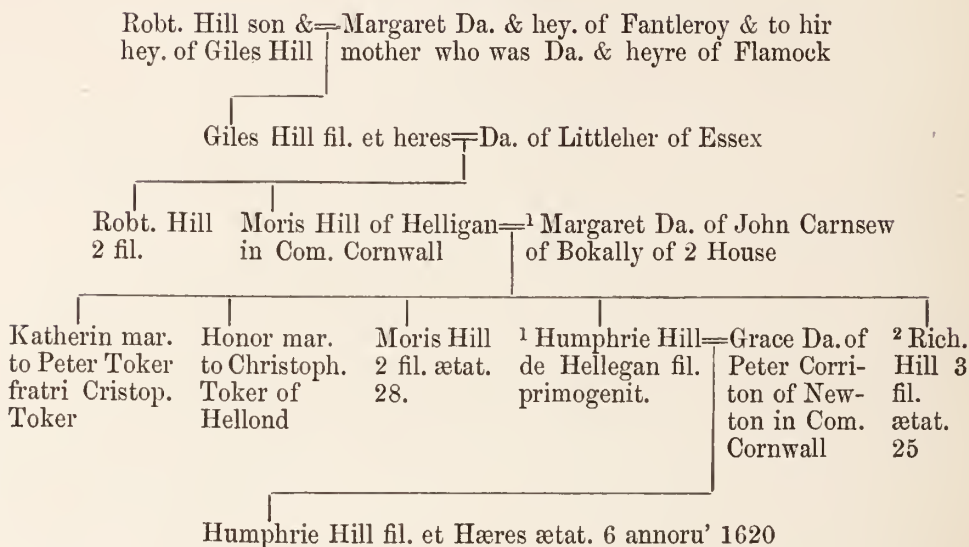 Robt. Hill son &=Margaret Da. & hey. of Fantleroy & to hir
hey. of Giles Hill mother who was Da. & heyre of Flamock
Giles Hill fil. et heres=Da. of Littleher of Essex
Robt. Hill
2 fil.
Moris Hill of Helligan=¹ Margaret Da. of John Carnsew
in Com. Cornwall of Bokally of 2 House
Katherin mar.
to Peter Toker
fratri Cristop.
Toker
Honor mar.
to Christoph.
Toker of
Hellond
Moris Hill
2 fil. ætat.
28.
¹ Humphrie Hill=
de Hellegan fil.
primogenit.
Grace Da. of
Peter Corri-
ton of New-
ton in Com.
Cornwall
² Rich.
Hill 3
fil.
ætat.
25
Humphrie Hill fil. et Hæres ætat. 6 annoru' 1620